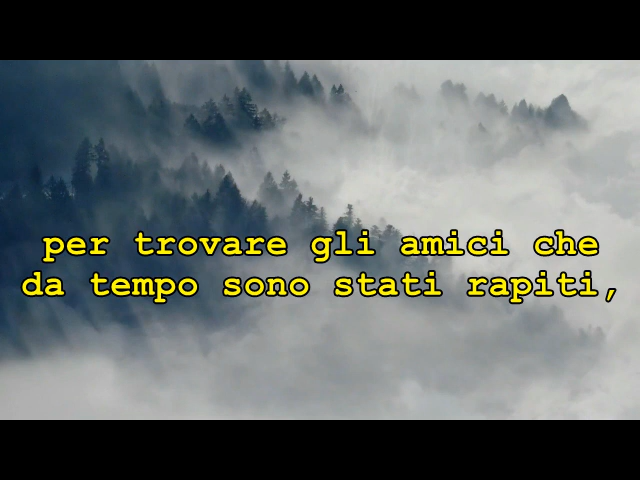 per trovare gli amici che
da tempo sono stati rapiti,